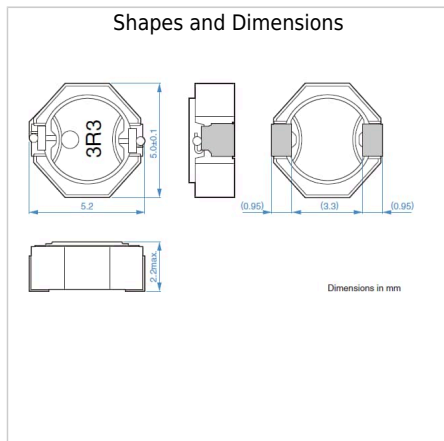 Shapes and Dimensions
3R3
5.0±0.1
5.2
(0.95)
(3.3)
(0.95)
2.2max.
Dimensions in mm